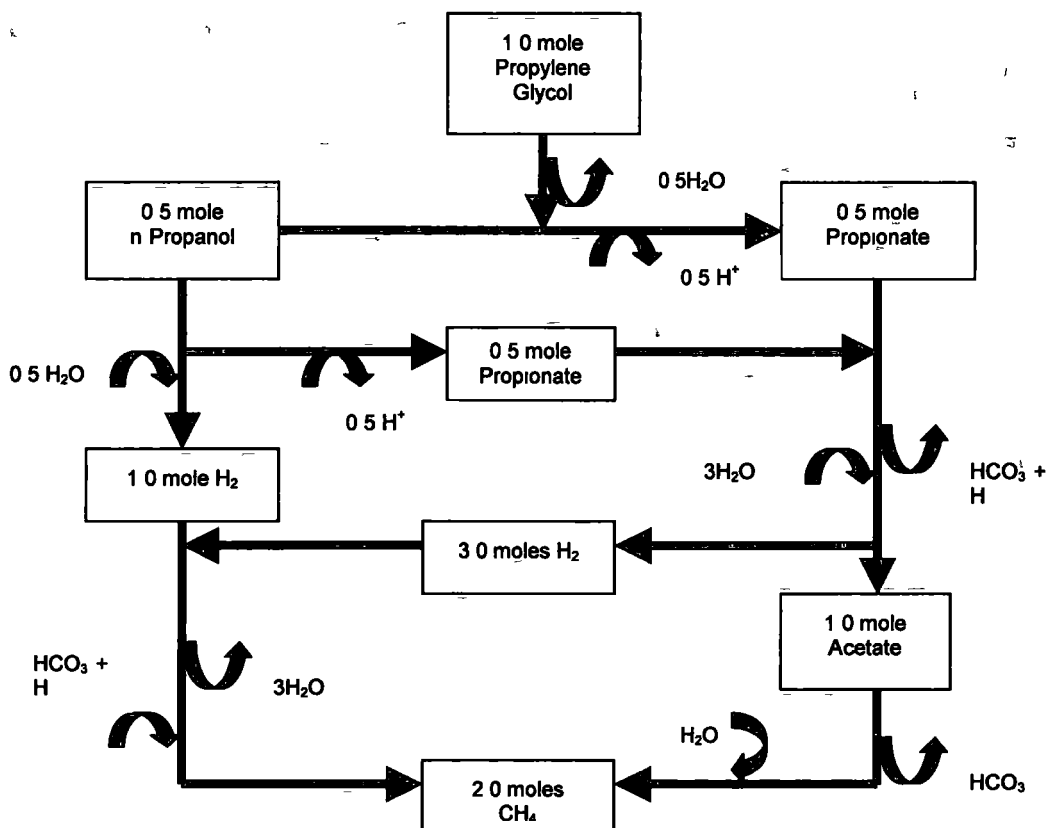 1 0 mole
Propylene
Glycol
0 5H₂O
0 5 mole
n Propanol
0 5 mole
Propionate
0 5 H⁺
0 5 H₂O
0 5 mole
Propionate
0 5 H⁺
1 0 mole H₂
3H₂O
HCO₃ +
H
3 0 moles H₂
1 0 mole
Acetate
HCO₃ +
H
3H₂O
H₂O
2 0 moles
CH₄
HCO₃